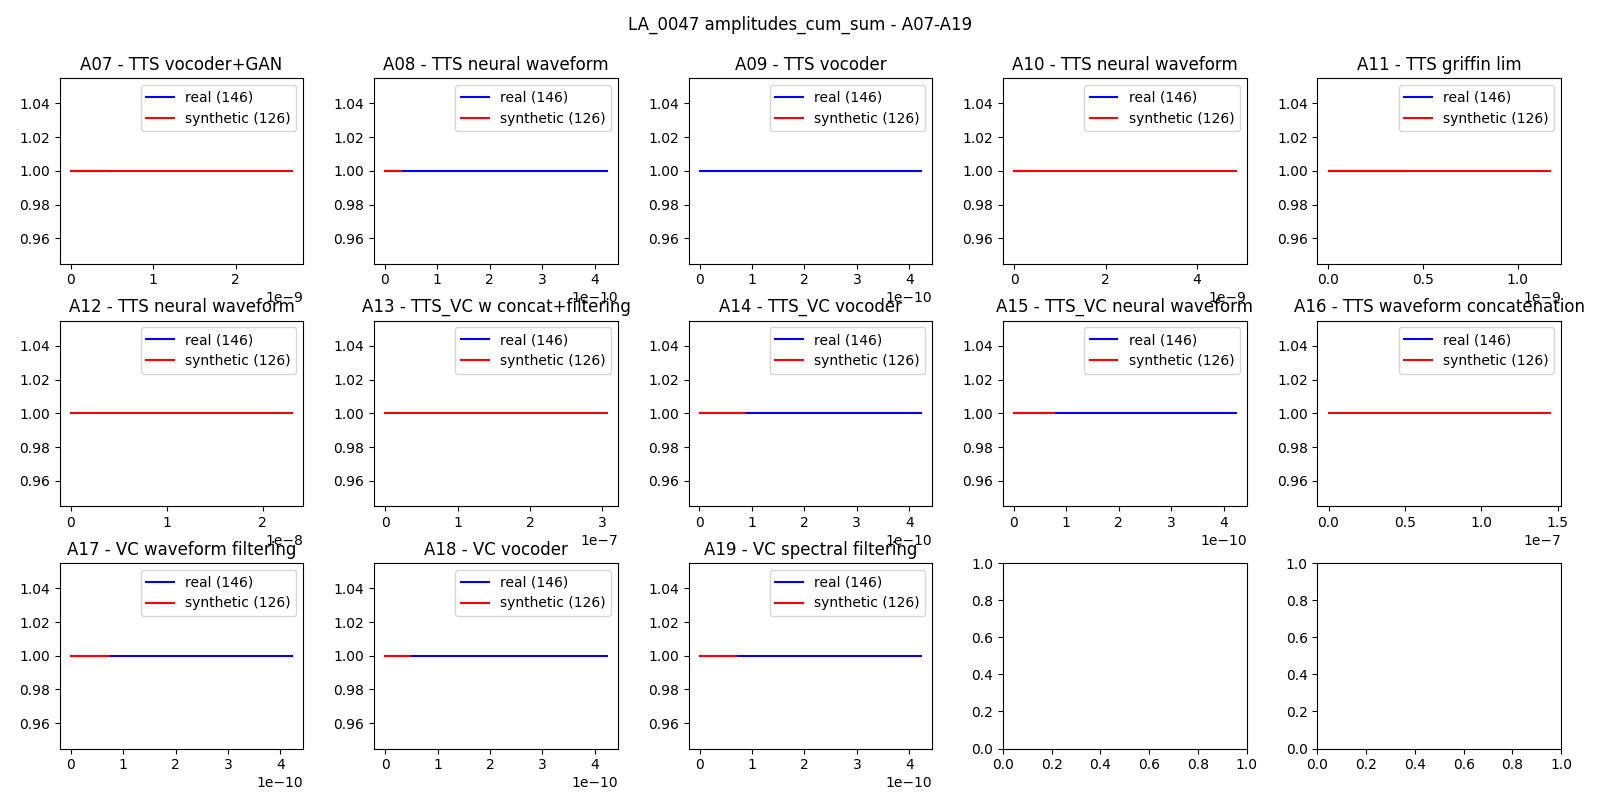 LA_0047 amplitudes_cum_sum - A07-A19
A07 - TTS vocoder+GAN
real (146)
synthetic (126)
1.04
1.02
1.00
0.98
0.96
0 1 2
1e−9
A08 - TTS neural waveform
real (146)
synthetic (126)
1.04
1.02
1.00
0.98
0.96
0 1 2 3 4
1e−10
A09 - TTS vocoder
real (146)
synthetic (126)
1.04
1.02
1.00
0.98
0.96
0 1 2 3 4
1e−10
A10 - TTS neural waveform
real (146)
synthetic (126)
1.04
1.02
1.00
0.98
0.96
0 2 4
1e−9
A11 - TTS griffin lim
real (146)
synthetic (126)
1.04
1.02
1.00
0.98
0.96
0.0 0.5 1.0
1e−9
A12 - TTS neural waveform
real (146)
synthetic (126)
1.04
1.02
1.00
0.98
0.96
0 1 2
1e−8
A13 - TTS_VC w concat+filtering
real (146)
synthetic (126)
1.04
1.02
1.00
0.98
0.96
0 1 2 3
1e−7
A14 - TTS_VC vocoder
real (146)
synthetic (126)
1.04
1.02
1.00
0.98
0.96
0 1 2 3 4
1e−10
A15 - TTS_VC neural waveform
real (146)
synthetic (126)
1.04
1.02
1.00
0.98
0.96
0 1 2 3 4
1e−10
A16 - TTS waveform concatenation
real (146)
synthetic (126)
1.04
1.02
1.00
0.98
0.96
0.0 0.5 1.0 1.5
1e−7
A17 - VC waveform filtering
real (146)
synthetic (126)
1.04
1.02
1.00
0.98
0.96
0 1 2 3 4
1e−10
A18 - VC vocoder
real (146)
synthetic (126)
1.04
1.02
1.00
0.98
0.96
0 1 2 3 4
1e−10
A19 - VC spectral filtering
real (146)
synthetic (126)
1.04
1.02
1.00
0.98
0.96
0 1 2 3 4
1e−10
1.0
0.8
0.6
0.4
0.2
0.0
0.0 0.2 0.4 0.6 0.8 1.0
1.0
0.8
0.6
0.4
0.2
0.0
0.0 0.2 0.4 0.6 0.8 1.0